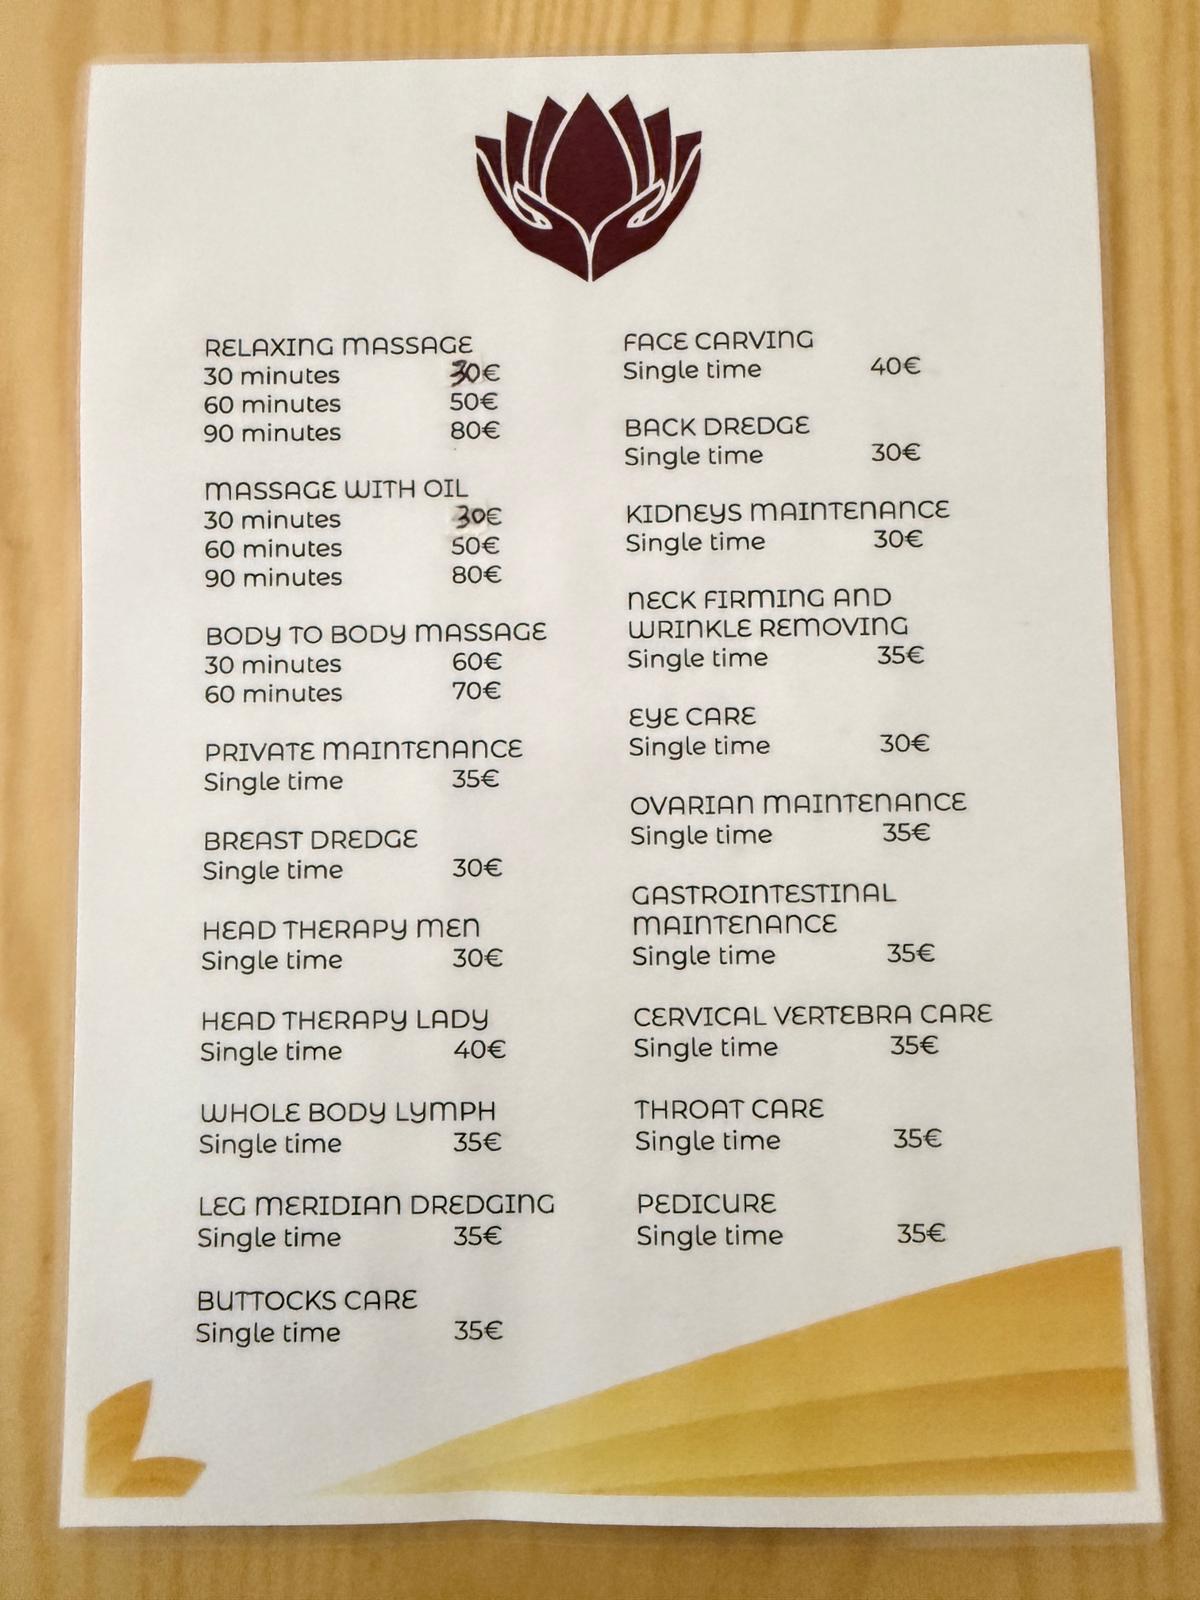 RELAXING MASSAGE
30 minutes 30€
60 minutes 50€
90 minutes 80€
MASSAGE WITH OIL
30 minutes 30€
60 minutes 50€
90 minutes 80€
BODY TO BODY MASSAGE
30 minutes 60€
60 minutes 70€
PRIVATE MAINTENANCE
Single time 35€
BREAST DREDGE
Single time 30€
HEAD THERAPY MEN
Single time 30€
HEAD THERAPY LADY
Single time 40€
WHOLE BODY LYMPH
Single time 35€
LEG MERIDIAN DREDGING
Single time 35€
BUTTOCKS CARE
Single time 35€
FACE CARVING
Single time 40€
BACK DREDGE
Single time 30€
KIDNEYS MAINTENANCE
Single time 30€
NECK FIRMING AND
WRINKLE REMOVING
Single time 35€
EYE CARE
Single time 30€
OVARIAN MAINTENANCE
Single time 35€
GASTROINTESTINAL
MAINTENANCE
Single time 35€
CERVICAL VERTEBRA CARE
Single time 35€
THROAT CARE
Single time 35€
PEDICURE
Single time 35€